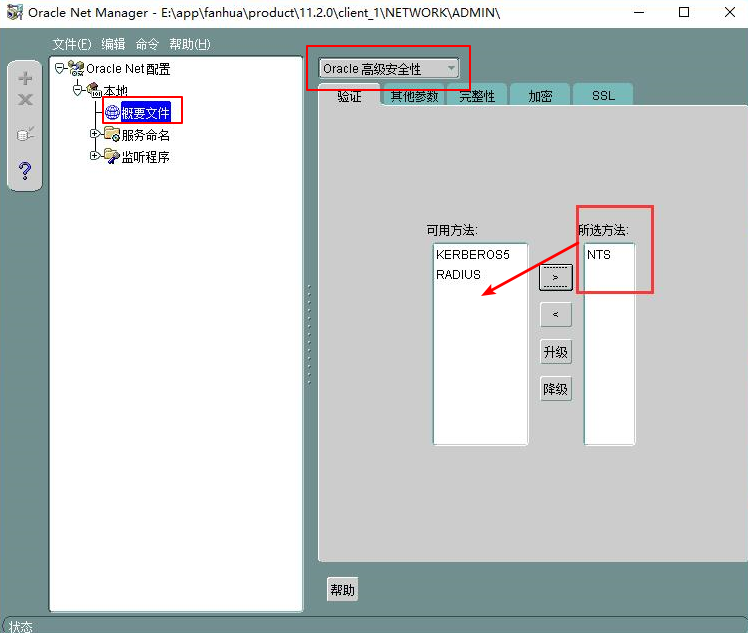 Oracle Net Manager - E:\app\fanhua\product\11.2.0\client_1\NETWORK\ADMIN\
文件(F) 编辑 命令 帮助(H)
Oracle Net 配置
本地
概要文件
服务命名
监听程序
Oracle 高级安全性
验证 其他参数 完整性 加密 SSL
可用方法:
KERBEROS5
RADIUS
>
<
升级
降级
所选方法:
NTS
帮助
状态